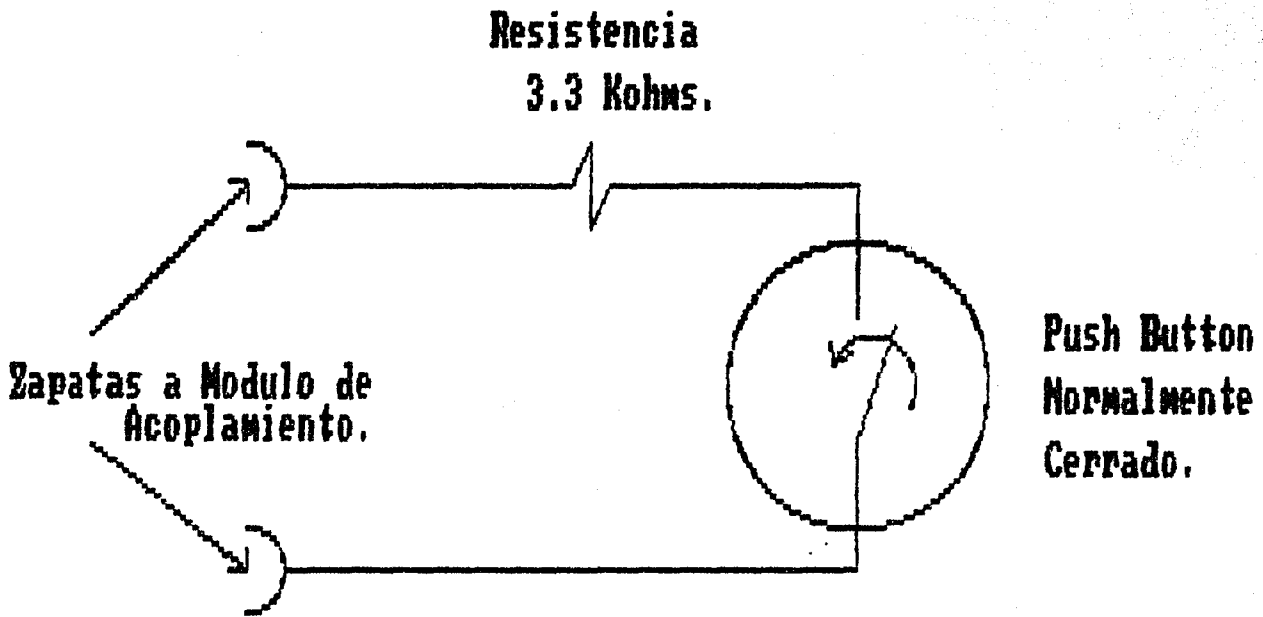 Resistencia
3.3 Kohms.
Zapatas a Modulo de
Acoplamiento.
Push Button
Normalmente
Cerrado.